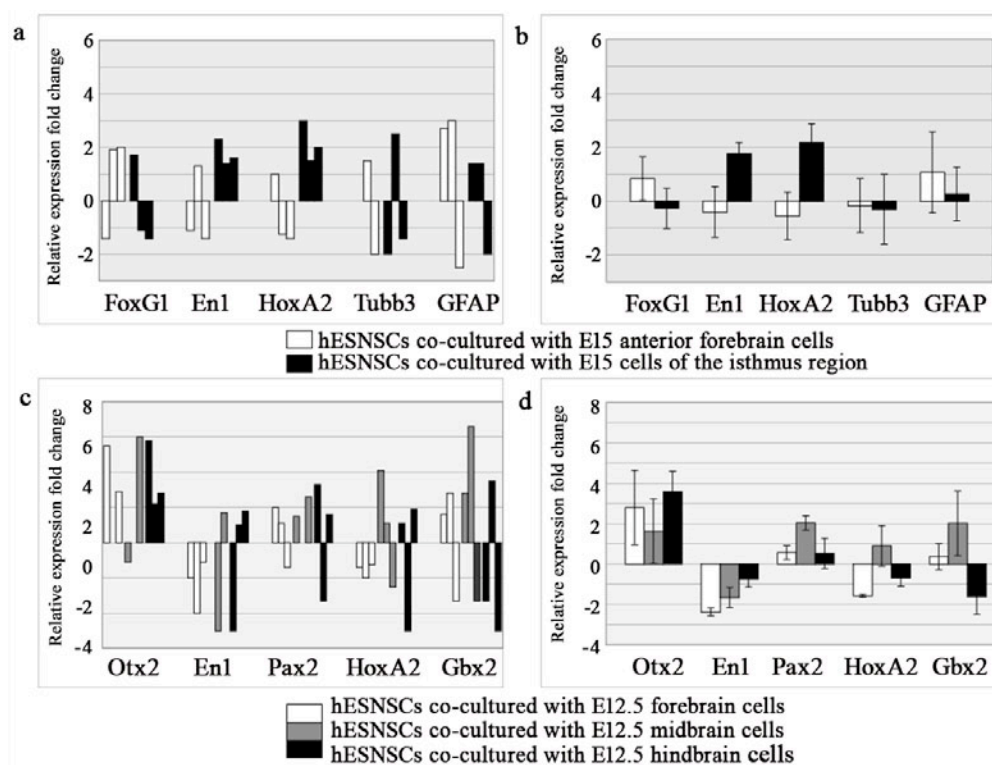 a
Relative expression fold change
6
4
2
0
-2
FoxG1 En1 HoxA2 Tubb3 GFAP
b
Relative expression fold change
6
4
2
0
-2
FoxG1 En1 HoxA2 Tubb3 GFAP
hESNSCs co-cultured with E15 anterior forebrain cells
hESNSCs co-cultured with E15 cells of the isthmus region
c
Relative expression fold change
8
6
4
2
0
-2
-4
Otx2 En1 Pax2 HoxA2 Gbx2
d
Relative expression fold change
8
6
4
2
0
-2
-4
Otx2 En1 Pax2 HoxA2 Gbx2
hESNSCs co-cultured with E12.5 forebrain cells
hESNSCs co-cultured with E12.5 midbrain cells
hESNSCs co-cultured with E12.5 hindbrain cells